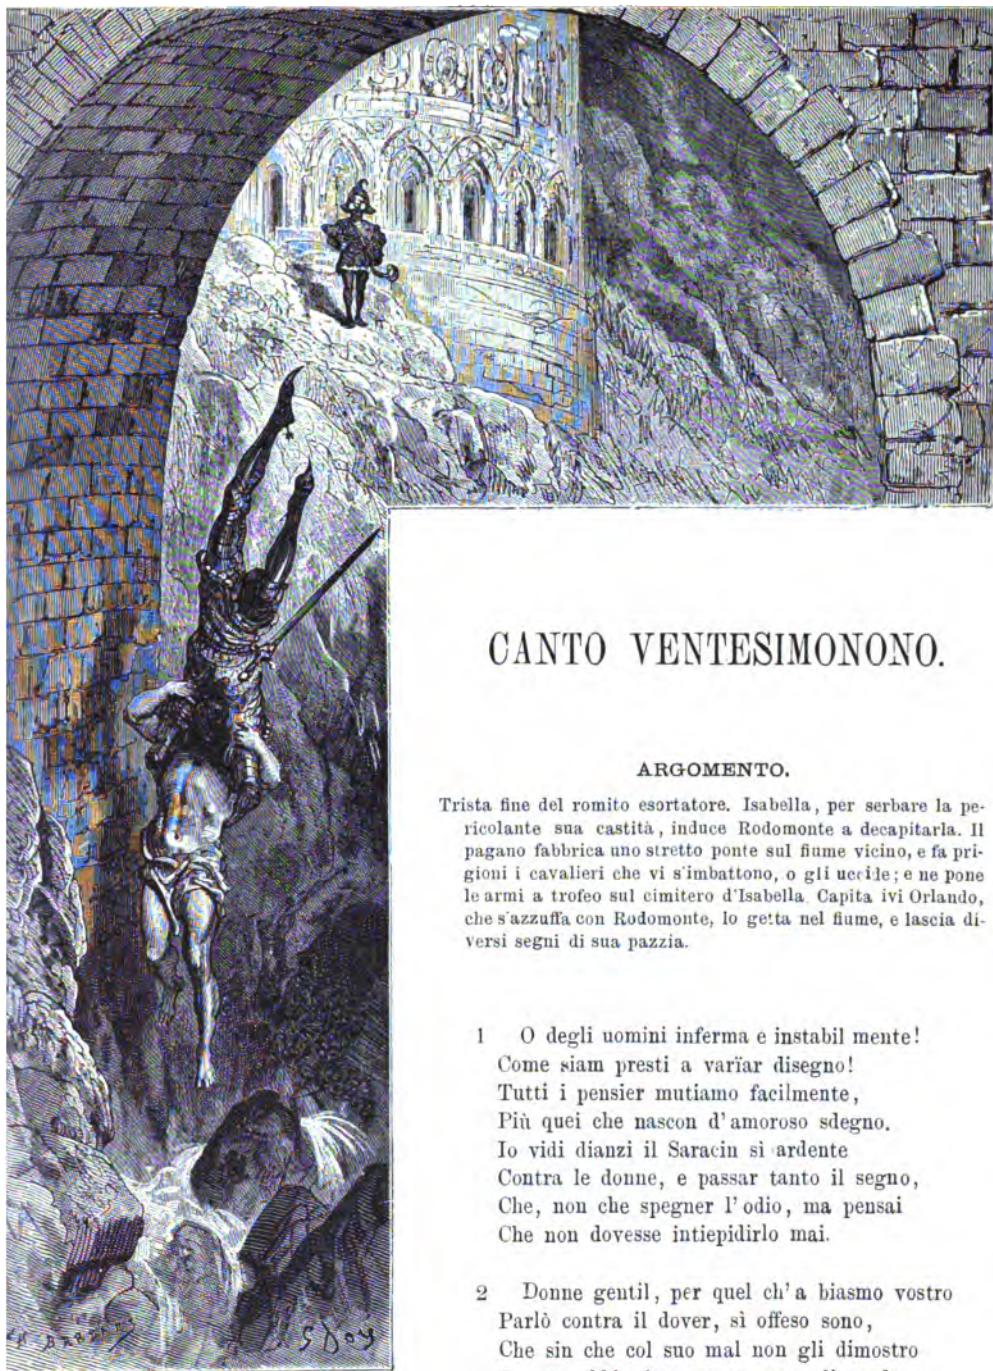 CANTO VENTESIMONONO.
ARGOMENTO.
Trista fine del romito esortatore. Isabella, per serbare la pe-
ricolante sua castità, induce Rodomonte a decapitarla. Il
pagano fabbrica uno stretto ponte sul fiume vicino, e fa pri-
gioni i cavalieri che vi s'imbattono, o gli uccide; e ne pone
le armi a trofeo sul cimitero d'Isabella. Capita ivi Orlando,
che s'azzuffa con Rodomonte, lo getta nel fiume, e lascia di-
versi segni di sua pazzia.
1 O degli uomini inferma e instabil mente!
Come siam presti a varïar disegno!
Tutti i pensier mutiamo facilmente,
Più quei che nascon d'amoroso sdegno.
Io vidi dianzi il Saracin sì ardente
Contra le donne, e passar tanto il segno,
Che, non che spegner l'odio, ma pensai
Che non dovesse intiepidirlo mai.
2 Donne gentil, per quel ch'a biasmo vostro
Parlò contra il dover, sì offeso sono,
Che sin che col suo mal non gli dimostro
G Doré